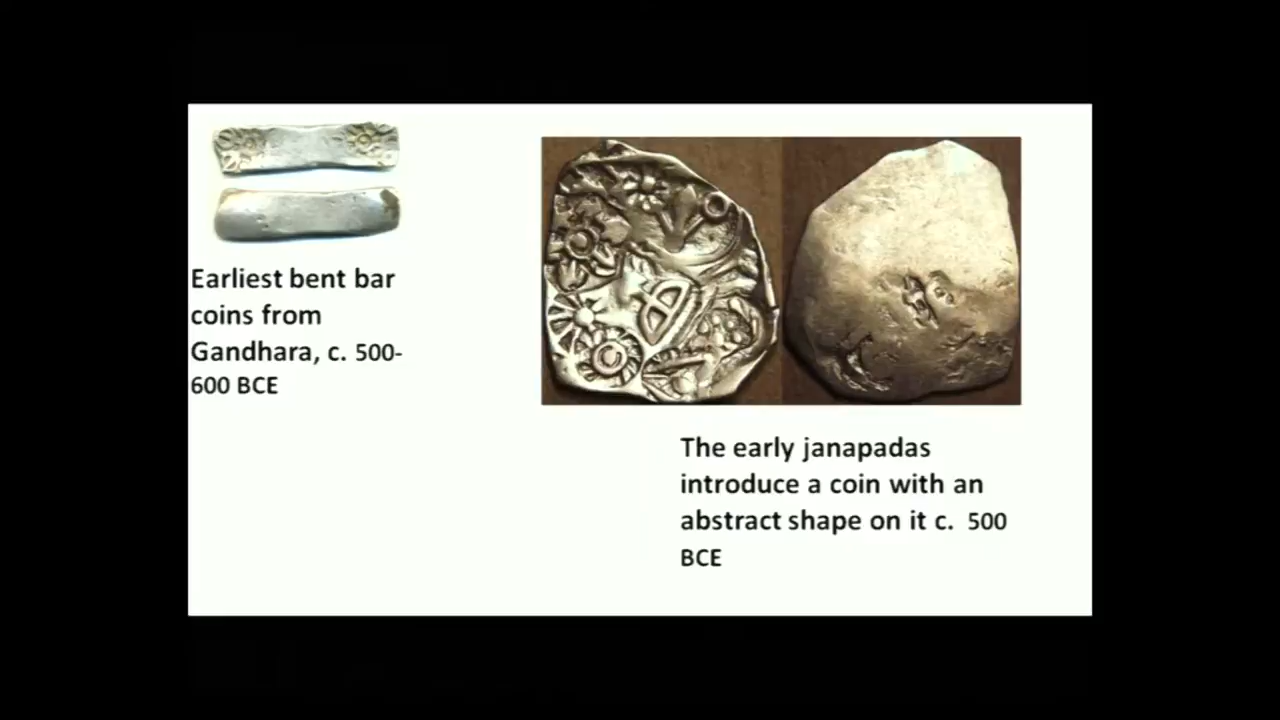 Earliest bent bar
coins from
Gandhara, c. 500-
600 BCE
The early janapadas
introduce a coin with an
abstract shape on it c. 500
BCE